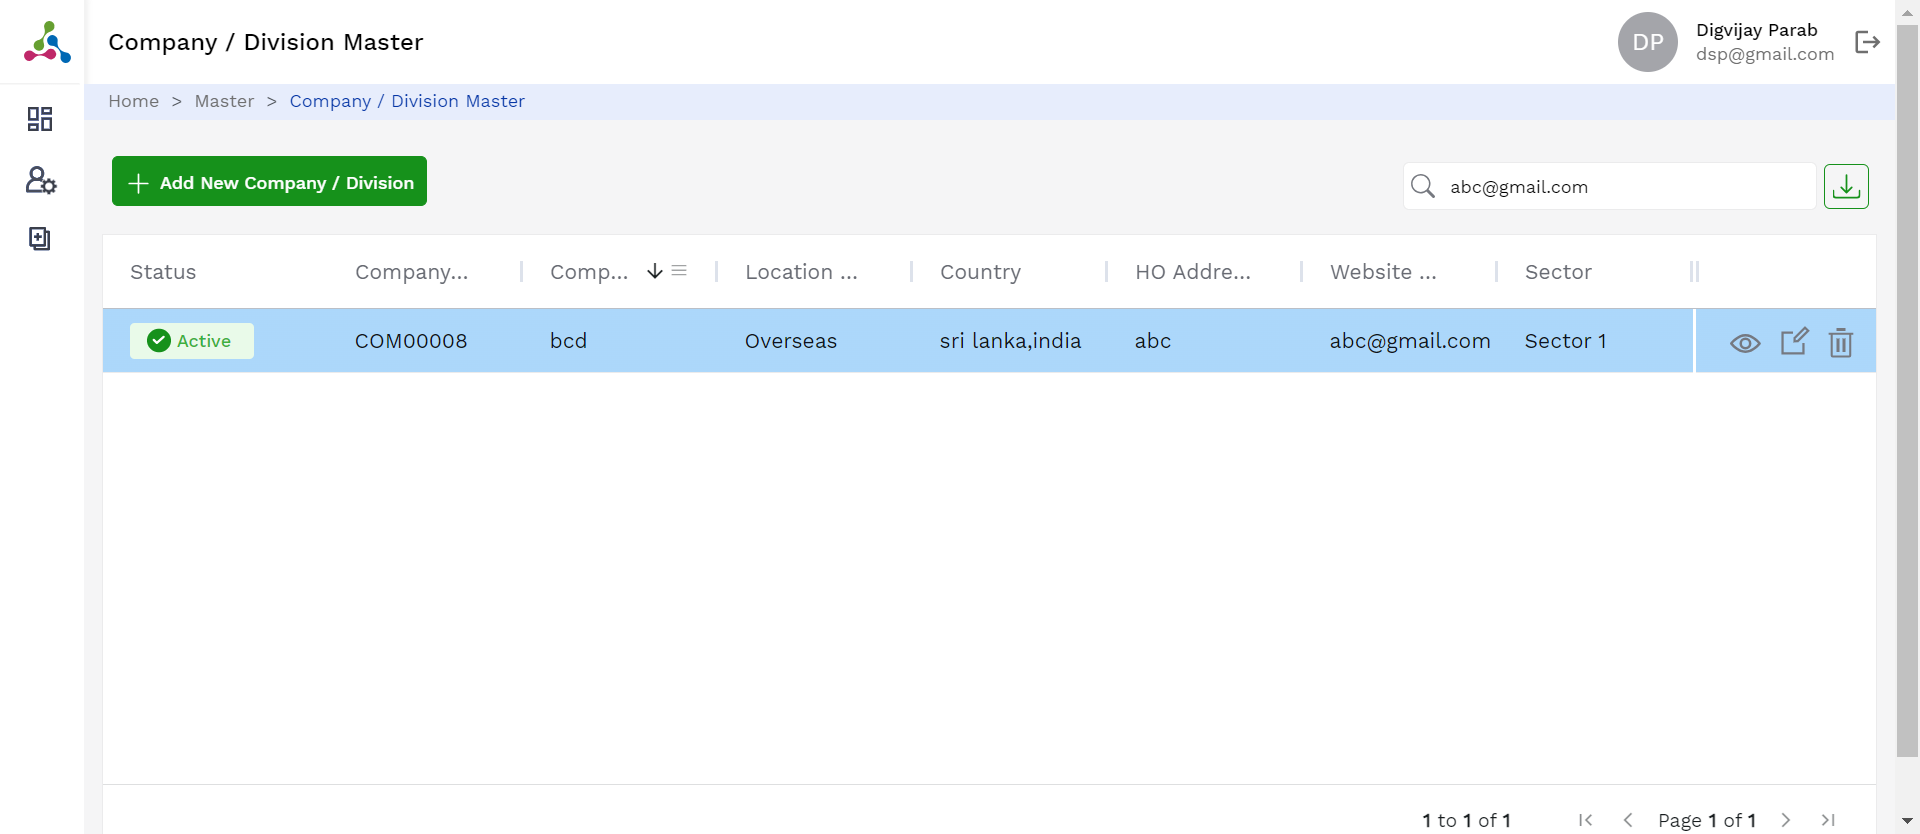 Company / Division Master
DP
Digvijay Parab
dsp@gmail.com
Home > Master > Company / Division Master
Add New Company / Division
abc@gmail.com
Status Company... Comp... Location ... Country HO Addre... Website ... Sector
Active COM00008 bcd Overseas sri lanka,india abc abc@gmail.com Sector 1
1 to 1 of 1 Page 1 of 1